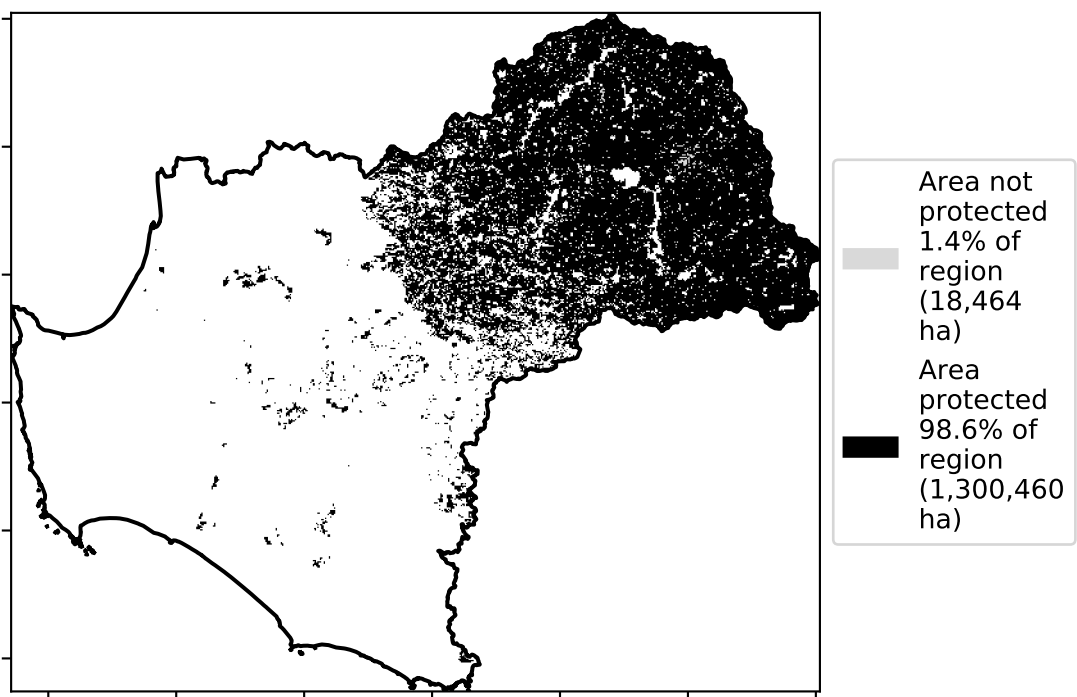 Area not
protected
1.4% of
region
(18,464
ha)
Area
protected
98.6% of
region
(1,300,460
ha)